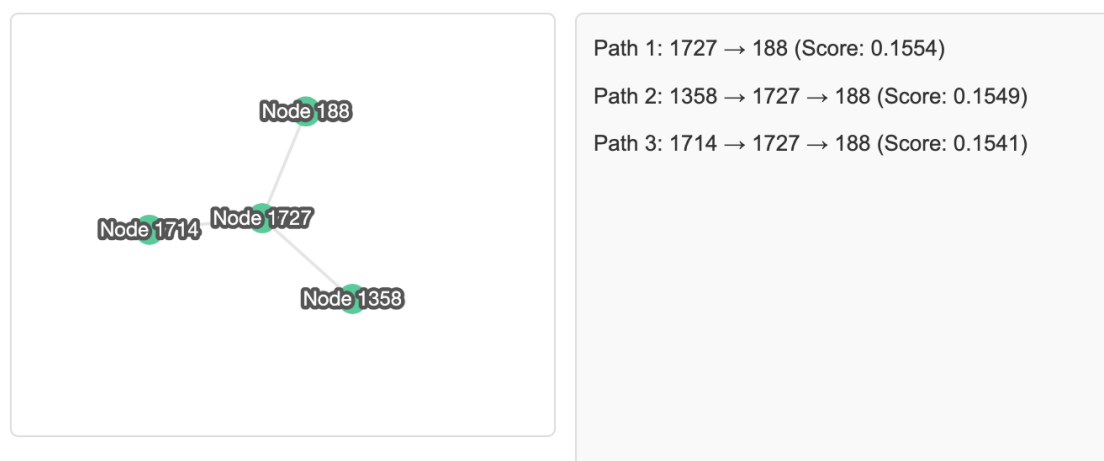 Node 188
Node 1727
Node 1714
Node 1358
Path 1: 1727 → 188 (Score: 0.1554)
Path 2: 1358 → 1727 → 188 (Score: 0.1549)
Path 3: 1714 → 1727 → 188 (Score: 0.1541)